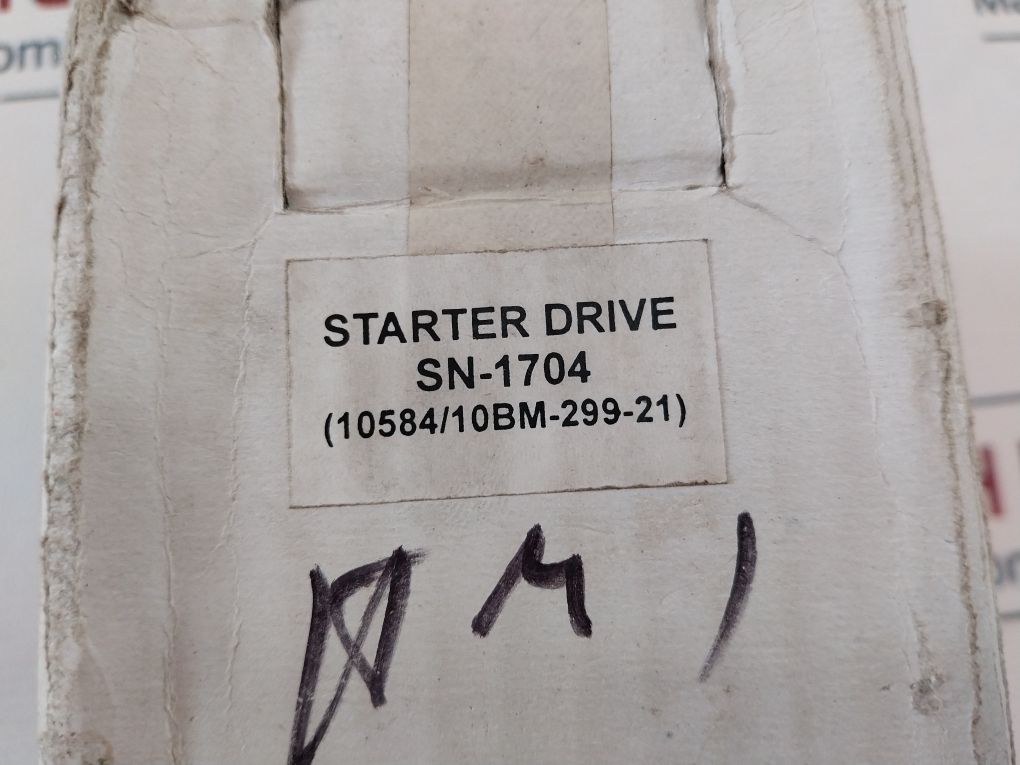 STARTER DRIVE
SN-1704
(10584/10BM-299-21)